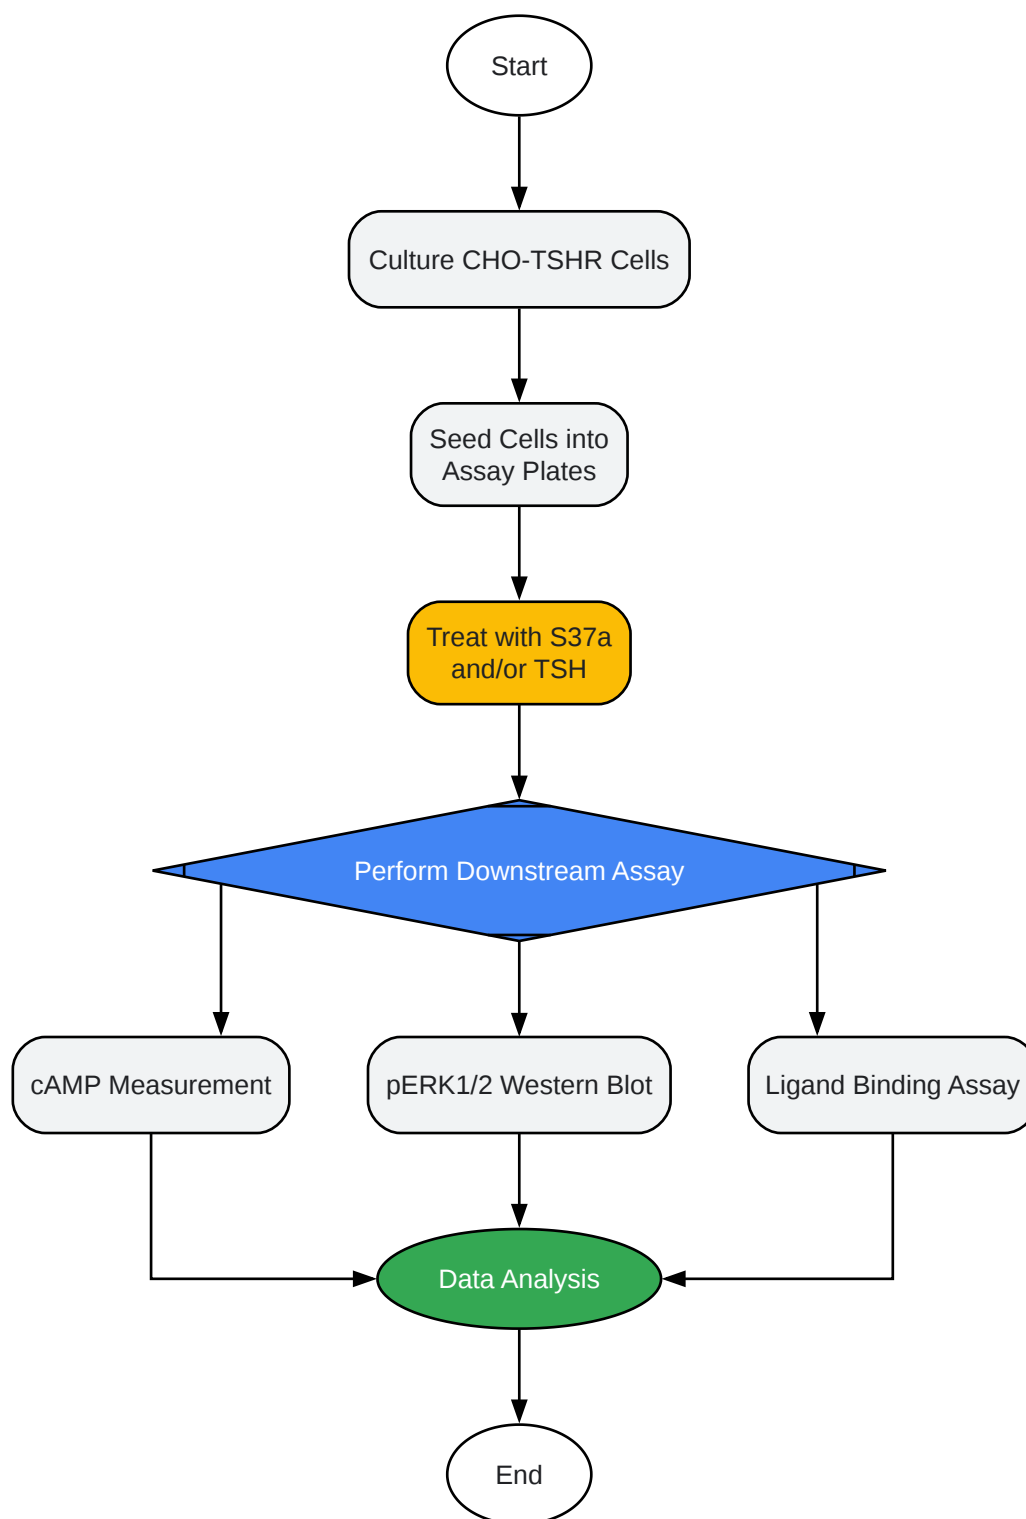 Start
Culture CHO-TSHR Cells
Seed Cells into
Assay Plates
Treat with S37a
and/or TSH
Perform Downstream Assay
cAMP Measurement
pERK1/2 Western Blot
Ligand Binding Assay
Data Analysis
End